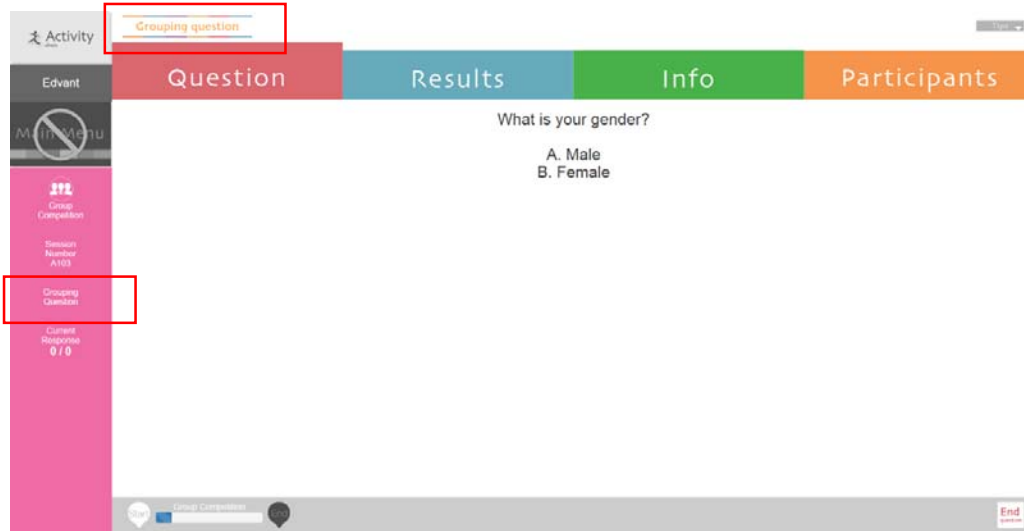 Activity
Grouping question
Edvant
Question
Results
Info
Participants
Main Menu
What is your gender?
A. Male
B. Female
Group
Competition
Session
Number
A103
Grouping
Question
Current
Response
0 / 0
Start
Group Competition
End
End
question